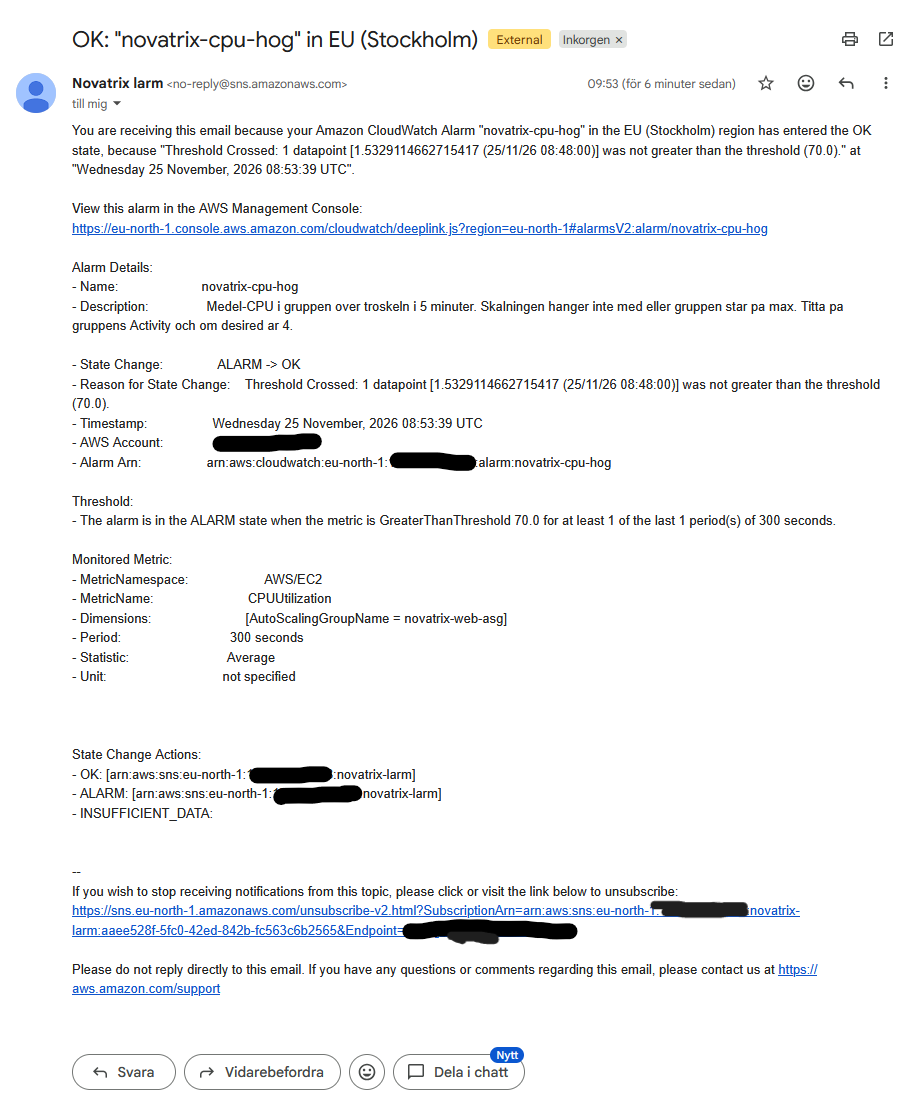 OK: "novatrix-cpu-hog" in EU (Stockholm) External Inkorgen ×
Novatrix larm <no-reply@sns.amazonaws.com> 09:53 (för 6 minuter sedan)
till mig
You are receiving this email because your Amazon CloudWatch Alarm "novatrix-cpu-hog" in the EU (Stockholm) region has entered the OK
state, because "Threshold Crossed: 1 datapoint [1.5329114662715417 (25/11/26 08:48:00)] was not greater than the threshold (70.0)." at
"Wednesday 25 November, 2026 08:53:39 UTC".
View this alarm in the AWS Management Console:
https://eu-north-1.console.aws.amazon.com/cloudwatch/deeplink.js?region=eu-north-1#alarmsV2:alarm/novatrix-cpu-hog
Alarm Details:
- Name: novatrix-cpu-hog
- Description: Medel-CPU i gruppen over troskeln i 5 minuter. Skalningen hanger inte med eller gruppen star pa max. Titta pa
gruppens Activity och om desired ar 4.
- State Change: ALARM -> OK
- Reason for State Change: Threshold Crossed: 1 datapoint [1.5329114662715417 (25/11/26 08:48:00)] was not greater than the threshold
(70.0).
- Timestamp: Wednesday 25 November, 2026 08:53:39 UTC
- AWS Account:
- Alarm Arn: arn:aws:cloudwatch:eu-north-1: :alarm:novatrix-cpu-hog
Threshold:
- The alarm is in the ALARM state when the metric is GreaterThanThreshold 70.0 for at least 1 of the last 1 period(s) of 300 seconds.
Monitored Metric:
- MetricNamespace: AWS/EC2
- MetricName: CPUUtilization
- Dimensions: [AutoScalingGroupName = novatrix-web-asg]
- Period: 300 seconds
- Statistic: Average
- Unit: not specified
State Change Actions:
- OK: [arn:aws:sns:eu-north-1: :novatrix-larm]
- ALARM: [arn:aws:sns:eu-north-1: novatrix-larm]
- INSUFFICIENT_DATA:
--
If you wish to stop receiving notifications from this topic, please click or visit the link below to unsubscribe:
https://sns.eu-north-1.amazonaws.com/unsubscribe-v2.html?SubscriptionArn=arn:aws:sns:eu-north-1: novatrix-
larm:aaee528f-5fc0-42ed-842b-fc563c6b2565&Endpoint=
Please do not reply directly to this email. If you have any questions or comments regarding this email, please contact us at https://
aws.amazon.com/support
Nytt
Svara Vidarebefordra Dela i chatt